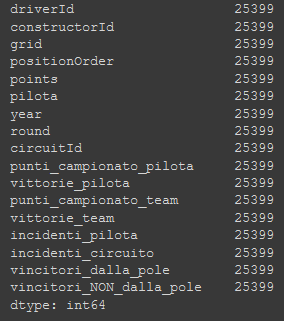 driverId 25399
constructorId 25399
grid 25399
positionOrder 25399
points 25399
pilota 25399
year 25399
round 25399
circuitId 25399
punti_campionato_pilota 25399
vittorie_pilota 25399
punti_campionato_team 25399
vittorie_team 25399
incidenti_pilota 25399
incidenti_circuito 25399
vincitori_dalla_pole 25399
vincitori_NON_dalla_pole 25399
dtype: int64